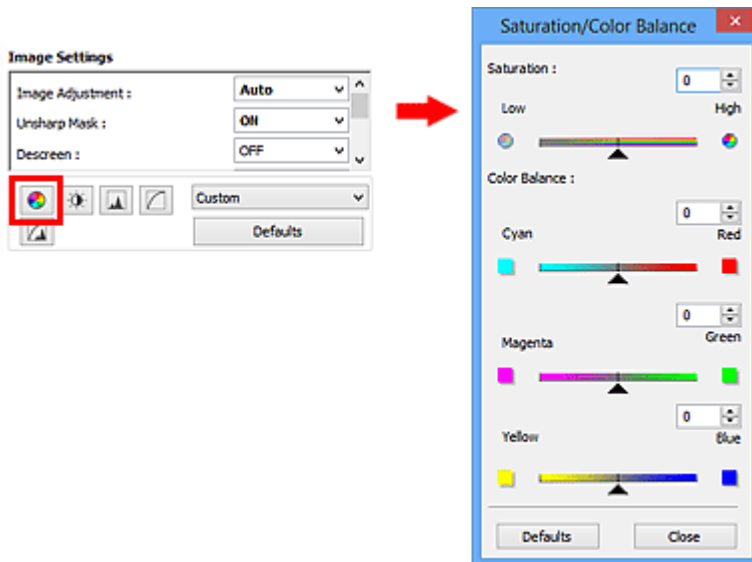 Image Settings
Image Adjustment :
Auto
Unsharp Mask :
ON
Descreen :
OFF
Custom
Defaults
Saturation/Color Balance
Saturation :
0
Low
High
Color Balance :
0
Cyan
Red
0
Magenta
Green
0
Yellow
Blue
Defaults
Close